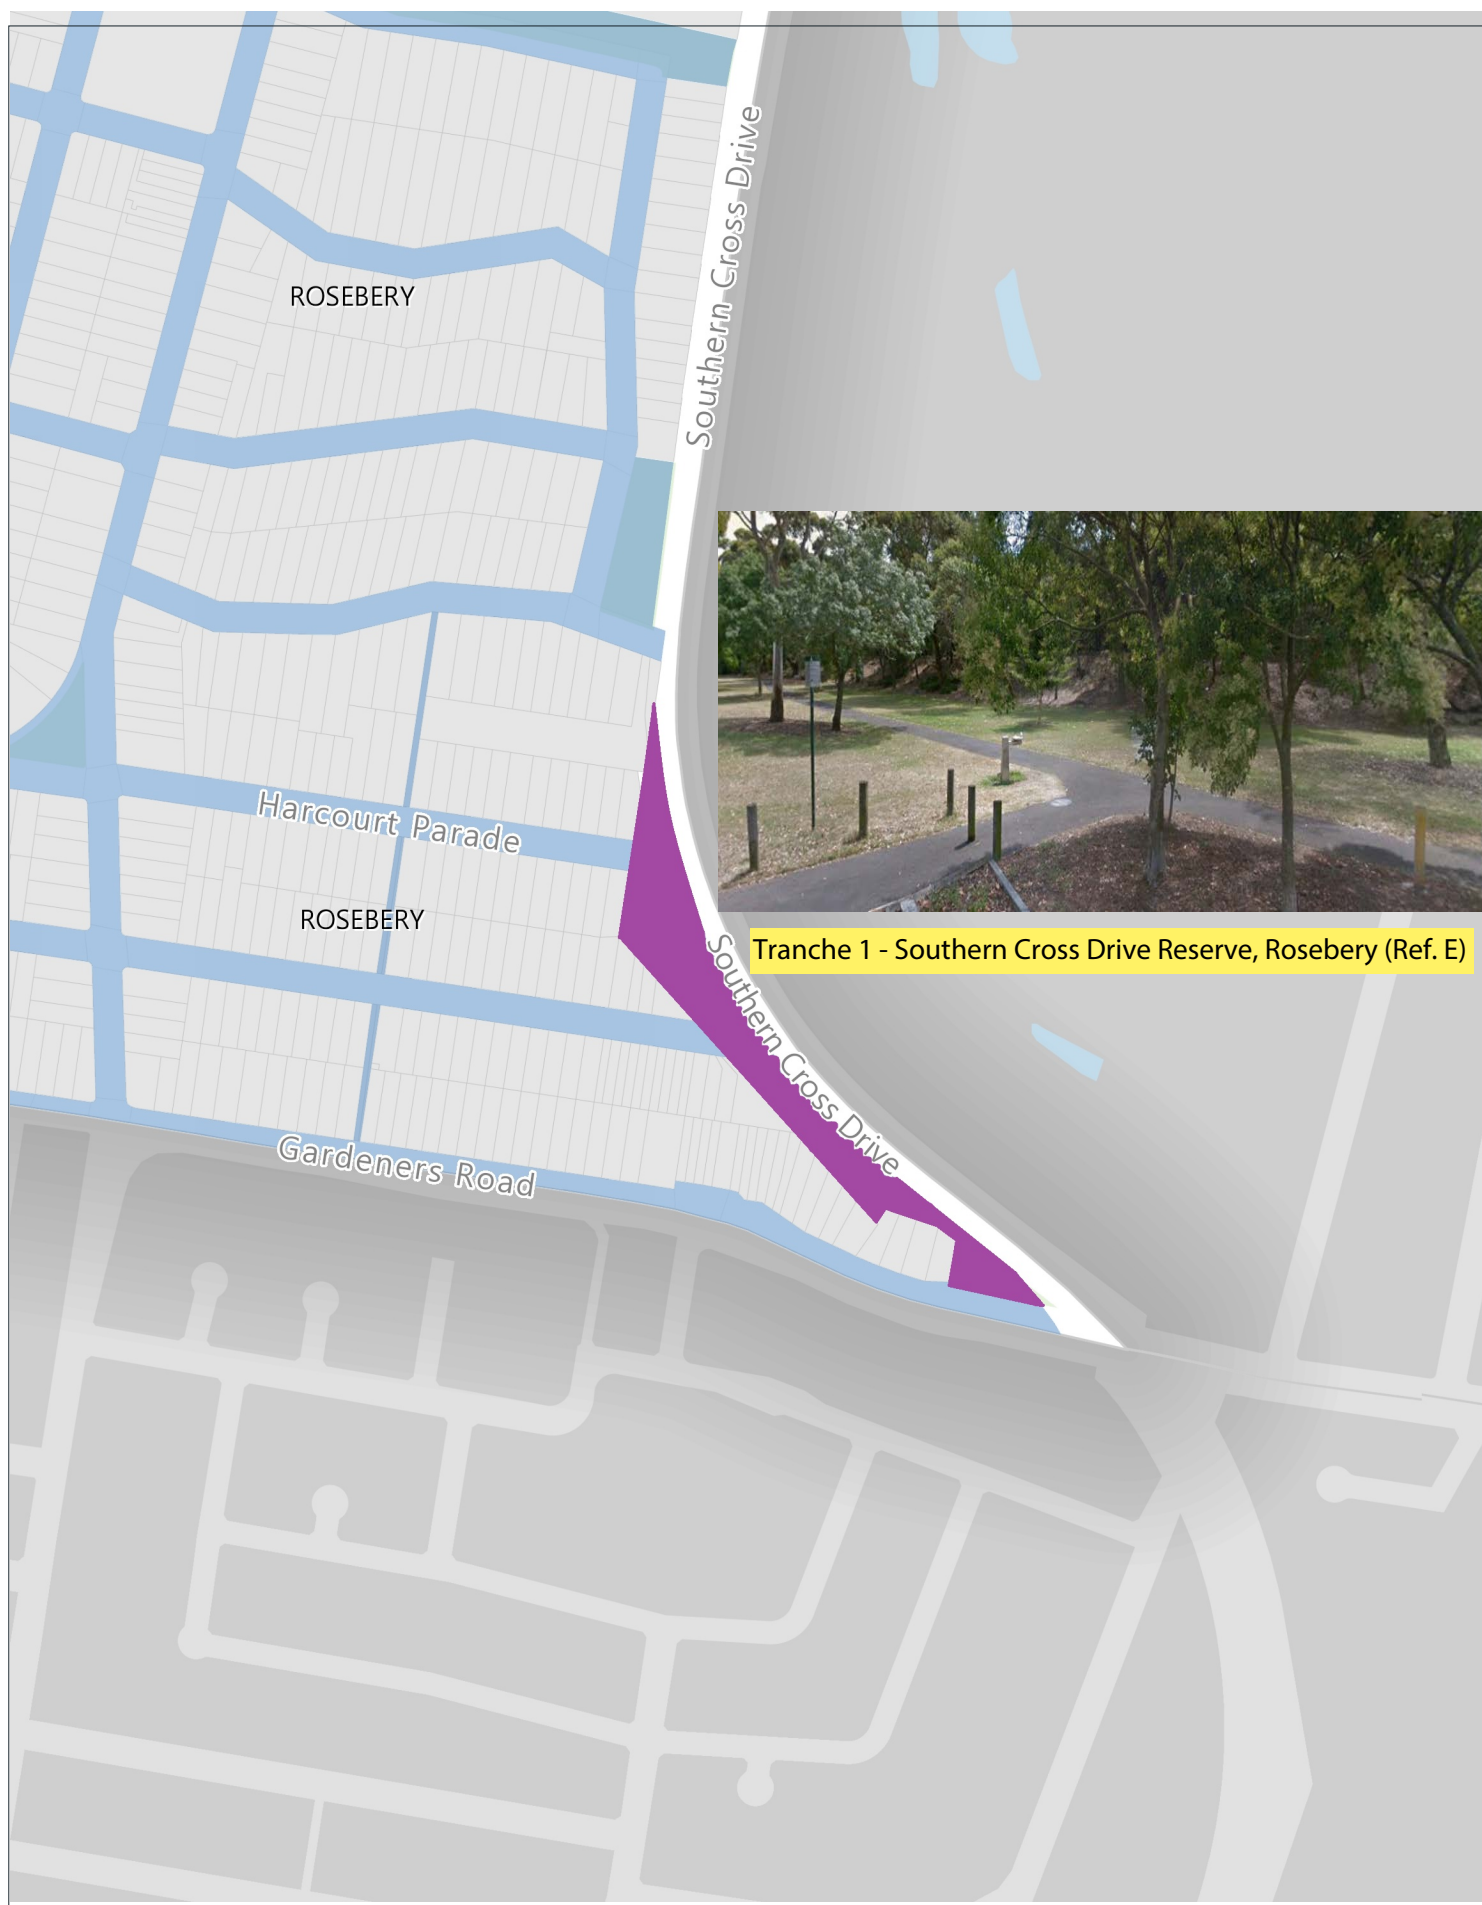 Southern Cross Drive
ROSEBERY
Harcourt Parade
ROSEBERY
Tranche 1 - Southern Cross Drive Reserve, Rosebery (Ref. E)
Southern Cross Drive
Gardeners Road